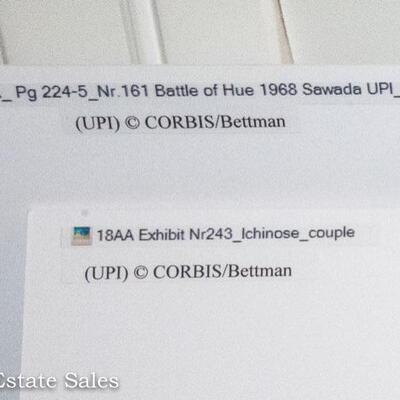 _ Pg 224-5_Nr.161 Battle of Hue 1968 Sawada UPI_
(UPI) © CORBIS/Bettman
18AA Exhibit Nr243_Ichinose_couple
(UPI) © CORBIS/Bettman
Estate Sales